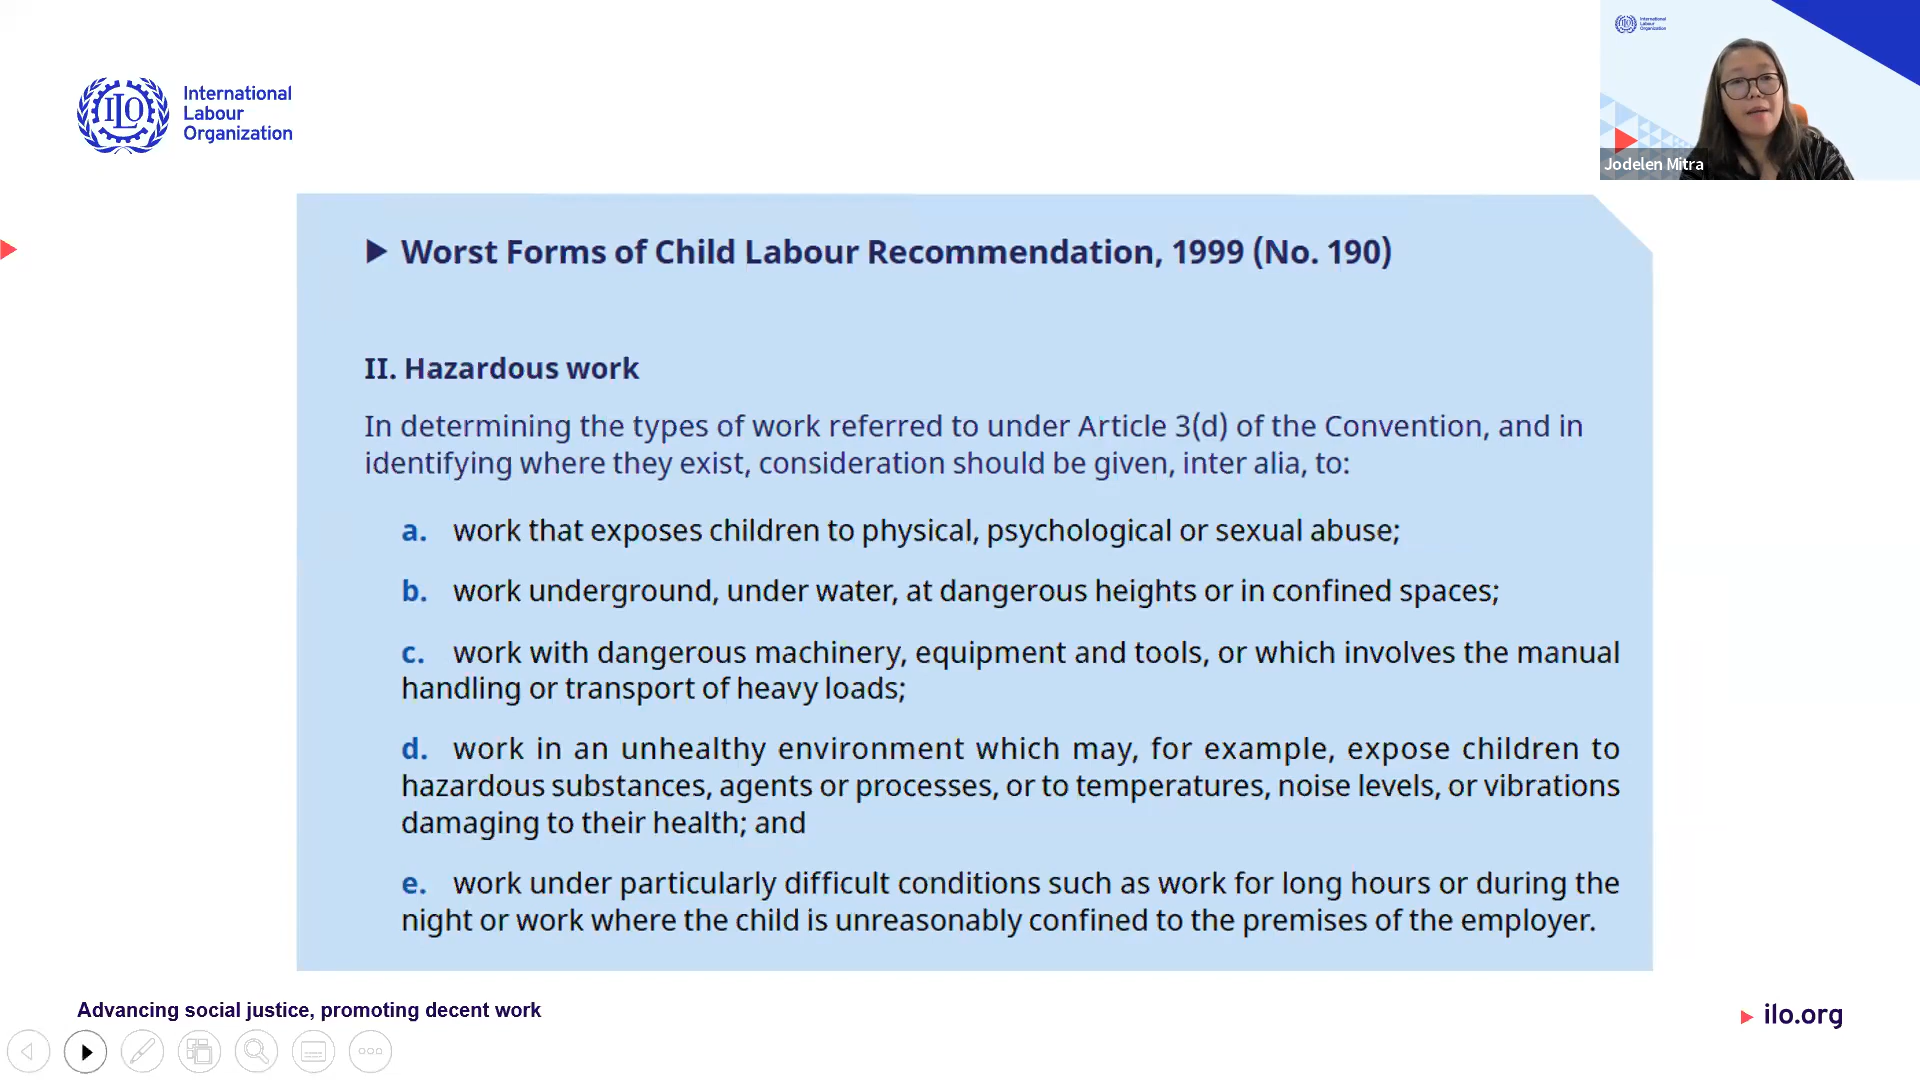 International
Labour
Organization
International
Labour
Organization
Jodelen Mitra
Worst Forms of Child Labour Recommendation, 1999 (No. 190)
II. Hazardous work
In determining the types of work referred to under Article 3(d) of the Convention, and in
identifying where they exist, consideration should be given, inter alia, to:
a. work that exposes children to physical, psychological or sexual abuse;
b. work underground, under water, at dangerous heights or in confined spaces;
c. work with dangerous machinery, equipment and tools, or which involves the manual
handling or transport of heavy loads;
d. work in an unhealthy environment which may, for example, expose children to
hazardous substances, agents or processes, or to temperatures, noise levels, or vibrations
damaging to their health; and
e. work under particularly difficult conditions such as work for long hours or during the
night or work where the child is unreasonably confined to the premises of the employer.
Advancing social justice, promoting decent work
ilo.org